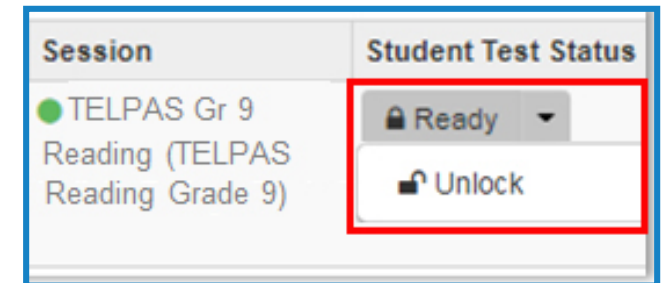 Session Student Test Status
TELPAS Gr 9 Ready
Reading (TELPAS Unlock
Reading Grade 9)